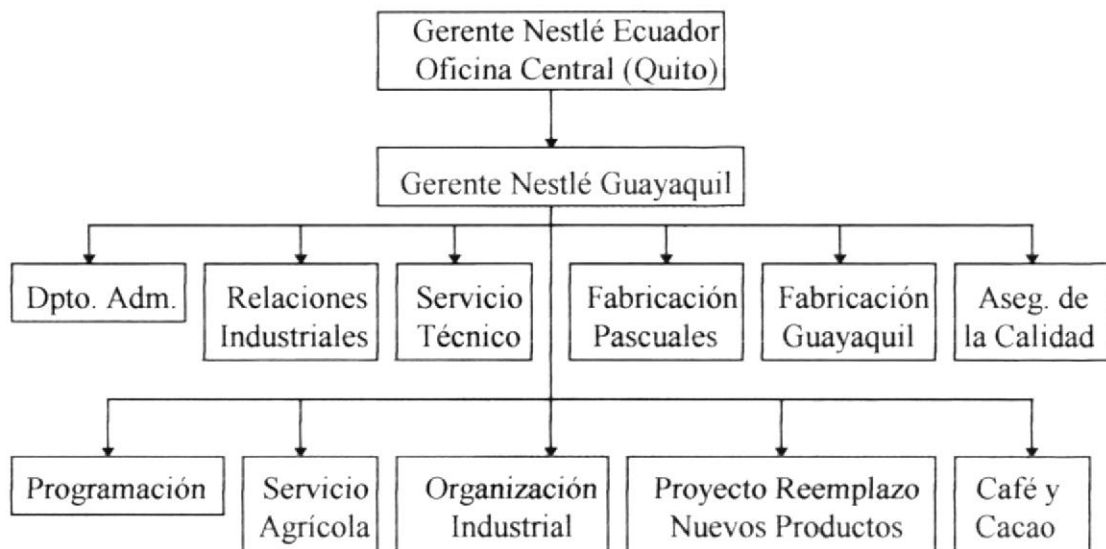 Gerente Nestlé Ecuador
Oficina Central (Quito)
Gerente Nestlé Guayaquil
Dpto. Adm.
Relaciones
Industriales
Servicio
Técnico
Fabricación
Pascuales
Fabricación
Guayaquil
Aseg. de
la Calidad
Programación
Servicio
Agrícola
Organización
Industrial
Proyecto Reemplazo
Nuevos Productos
Café y
Cacao